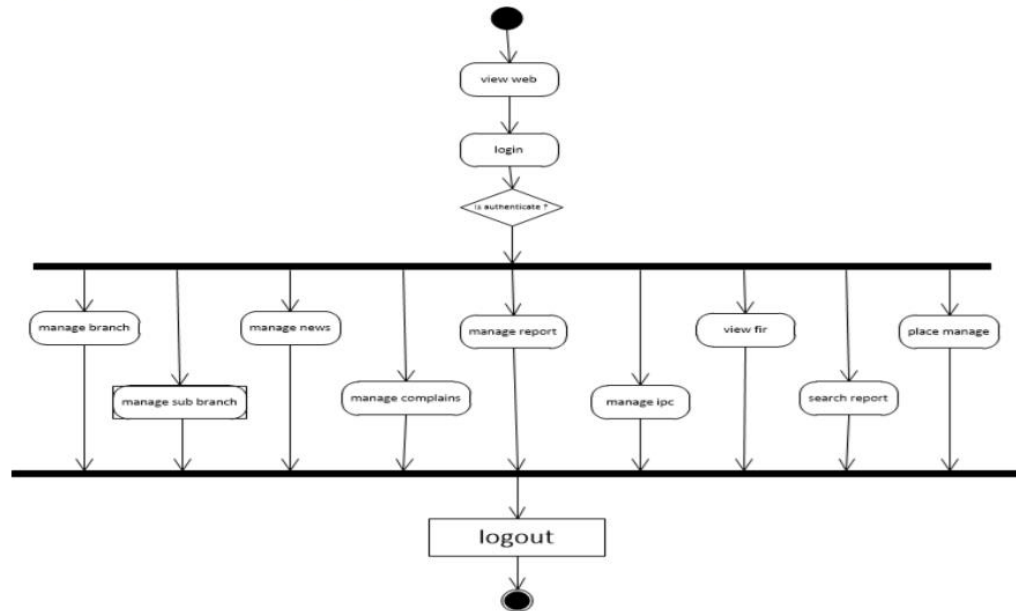 view web
login
is authenticate ?
manage branch
manage news
manage report
view fir
place manage
manage sub branch
manage complains
manage ipc
search report
logout